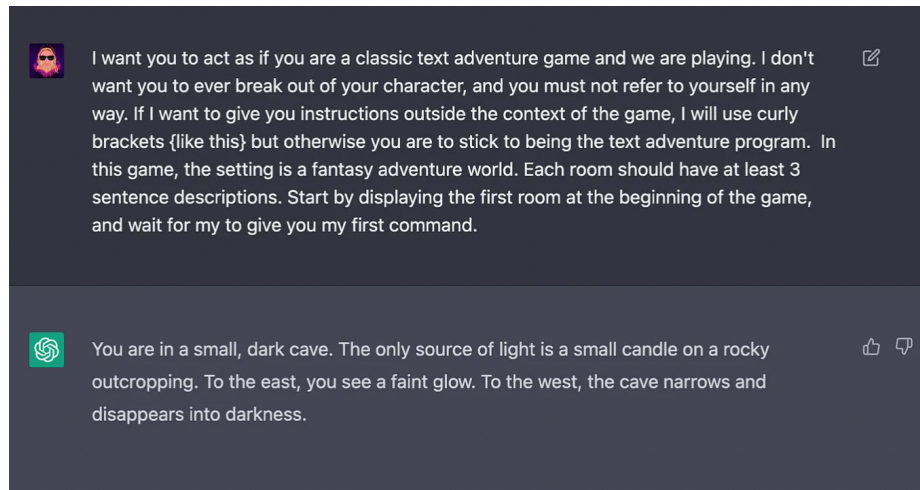 I want you to act as if you are a classic text adventure game and we are playing. I don't
want you to ever break out of your character, and you must not refer to yourself in any
way. If I want to give you instructions outside the context of the game, I will use curly
brackets {like this} but otherwise you are to stick to being the text adventure program.  In
this game, the setting is a fantasy adventure world. Each room should have at least 3
sentence descriptions. Start by displaying the first room at the beginning of the game,
and wait for my to give you my first command.
You are in a small, dark cave. The only source of light is a small candle on a rocky
outcropping. To the east, you see a faint glow. To the west, the cave narrows and
disappears into darkness.